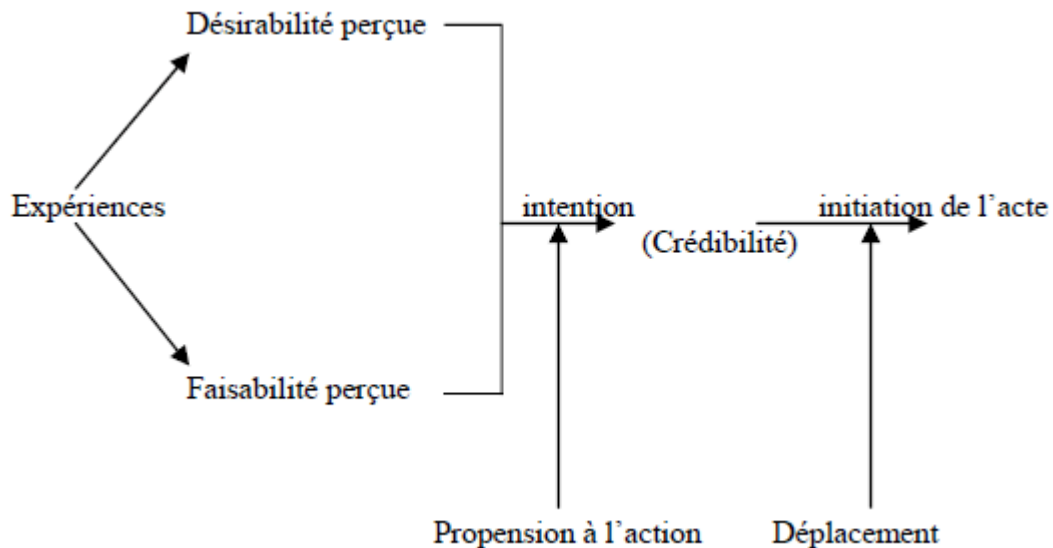 Désirabilité perçue
Expériences
intention
initiation de l’acte
(Crédibilité)
Faisabilité perçue
Propension à l’action
Déplacement